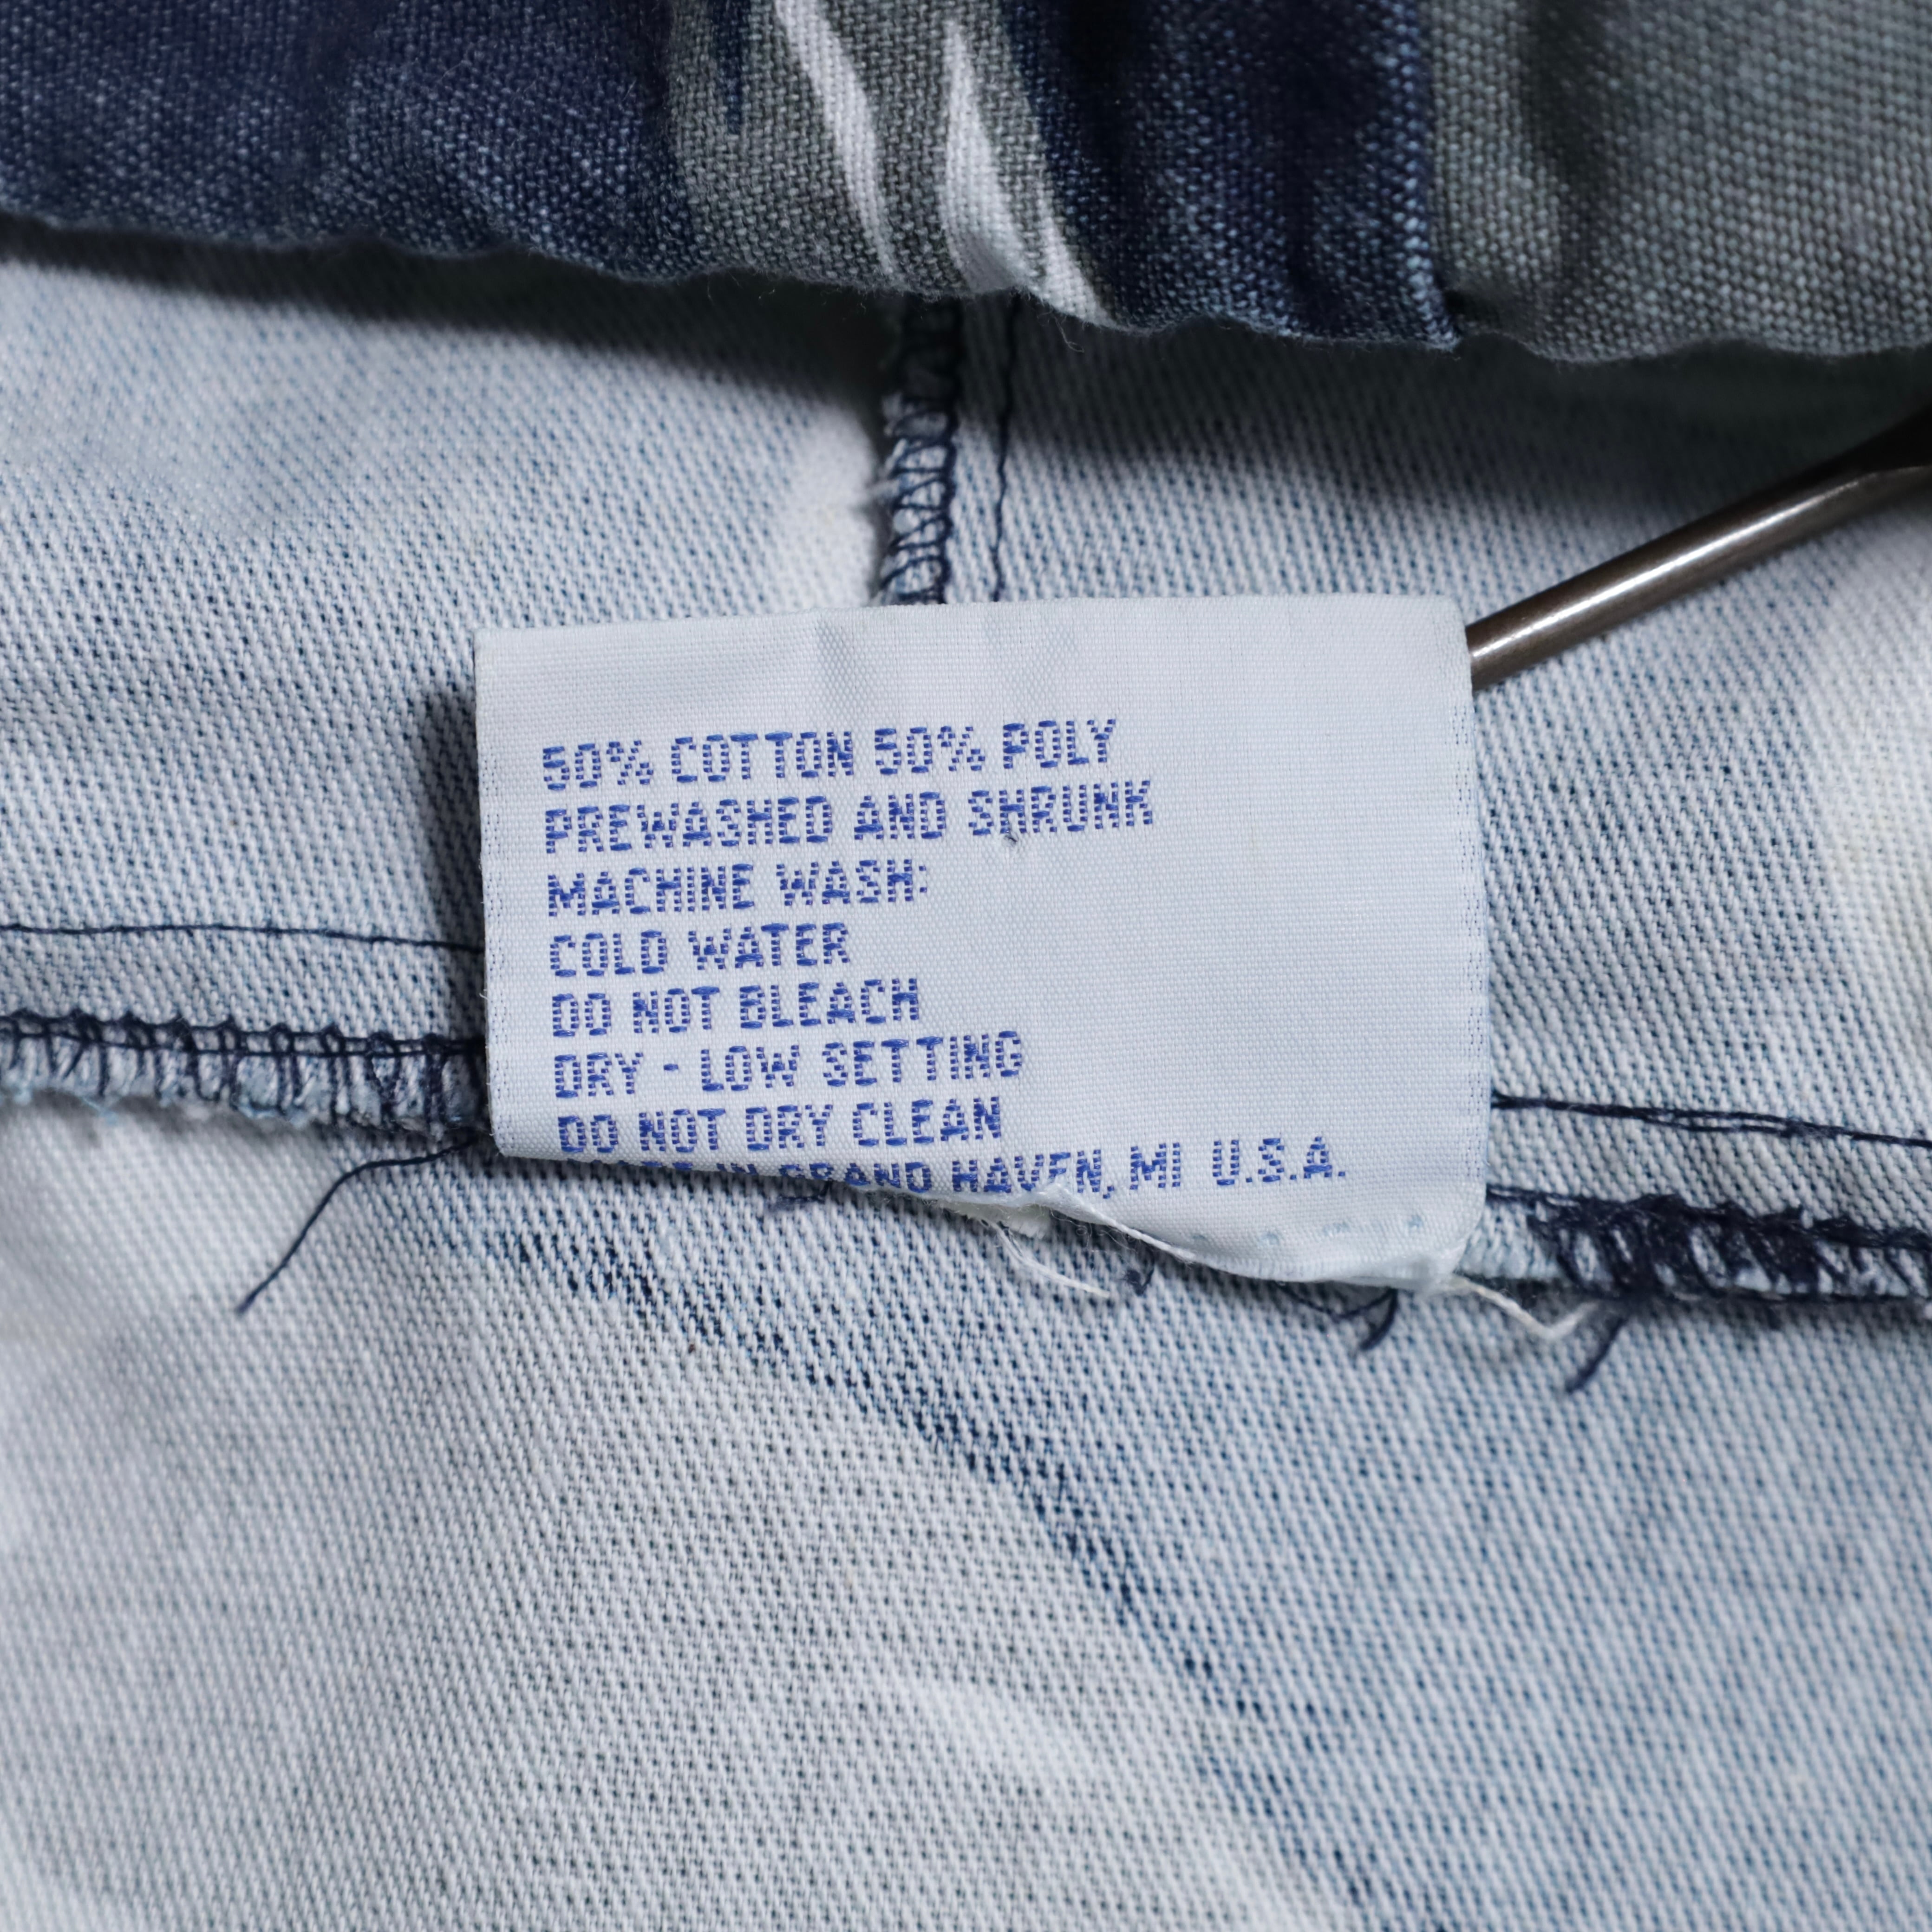 50% COTTON 50% POLY
PREWASHED AND SHRUNK
MACHINE WASH:
COLD WATER
DO NOT BLEACH
DRY - LOW SETTING
DO NOT DRY CLEAN
IN GRAND HAVEN, MI U.S.A.